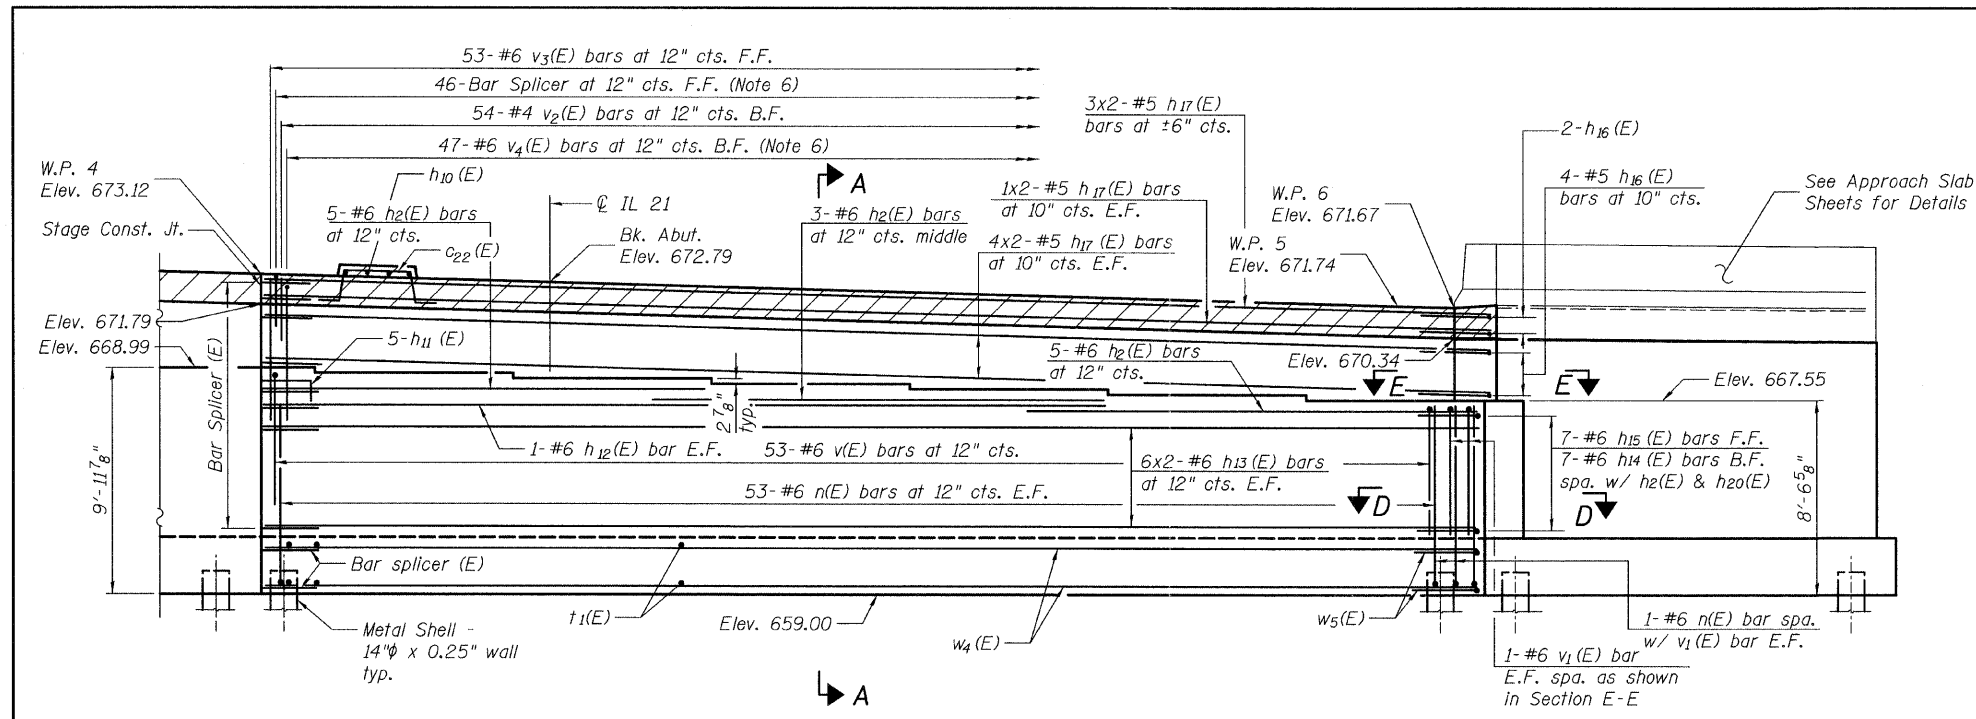 53-#6 v3(E) bars at 12" cts. F.F.
46-Bar Splicer at 12" cts. F.F. (Note 6)
54-#4 v2(E) bars at 12" cts. B.F.
47-#6 v4(E) bars at 12" cts. B.F. (Note 6)
3x2-#5 h17(E)
bars at ±6" cts.
2-h16(E)
W.P. 4
Elev. 673.12
h10(E)
A
4-#5 h16(E)
bars at 10" cts.
See Approach Slab
Sheets for Details
Stage Const. Jt.
5-#6 h2(E) bars
at 12" cts.
c22(E)
℄ IL 21
Bk. Abut.
Elev. 672.79
3-#6 h2(E) bars
at 12" cts. middle
1x2-#5 h17(E) bars
at 10" cts. E.F.
4x2-#5 h17(E) bars
at 10" cts. E.F.
W.P. 6
Elev. 671.67
W.P. 5
Elev. 671.74
Elev. 671.79
Elev. 668.99
5-h11(E)
5-#6 h2(E) bars
at 12" cts.
Elev. 670.34
E
E
Elev. 667.55
Bar Splicer (E)
2 7/8"
typ.
9'-11 7/8"
1-#6 h12(E) bar E.F.
53-#6 v(E) bars at 12" cts.
6x2-#6 h13(E) bars
at 12" cts. E.F.
7-#6 h15(E) bars F.F.
7-#6 h14(E) bars B.F.
spa. w/ h2(E) & h20(E)
53-#6 n(E) bars at 12" cts. E.F.
D
D
8'-6 5/8"
Bar splicer (E)
t1(E)
Elev. 659.00
w4(E)
w5(E)
Metal Shell -
14"ϕ x 0.25" wall
typ.
1-#6 n(E) bar spa.
w/ v1(E) bar E.F.
1-#6 v1(E) bar
E.F. spa. as shown
in Section E-E
A